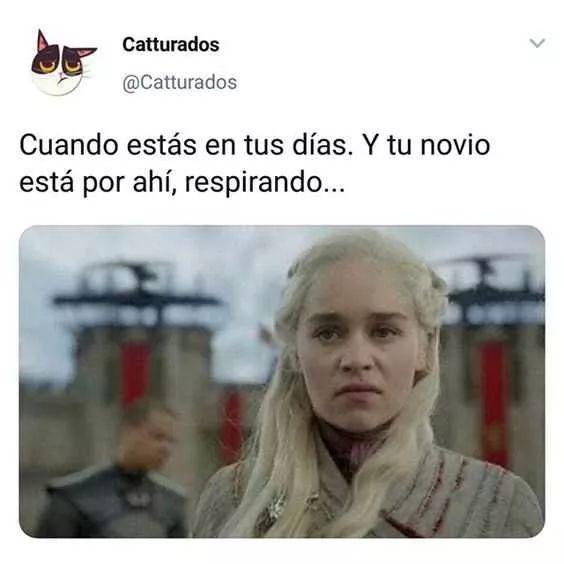 Catturados
@Catturados
Cuando estás en tus días. Y tu novio
está por ahí, respirando...